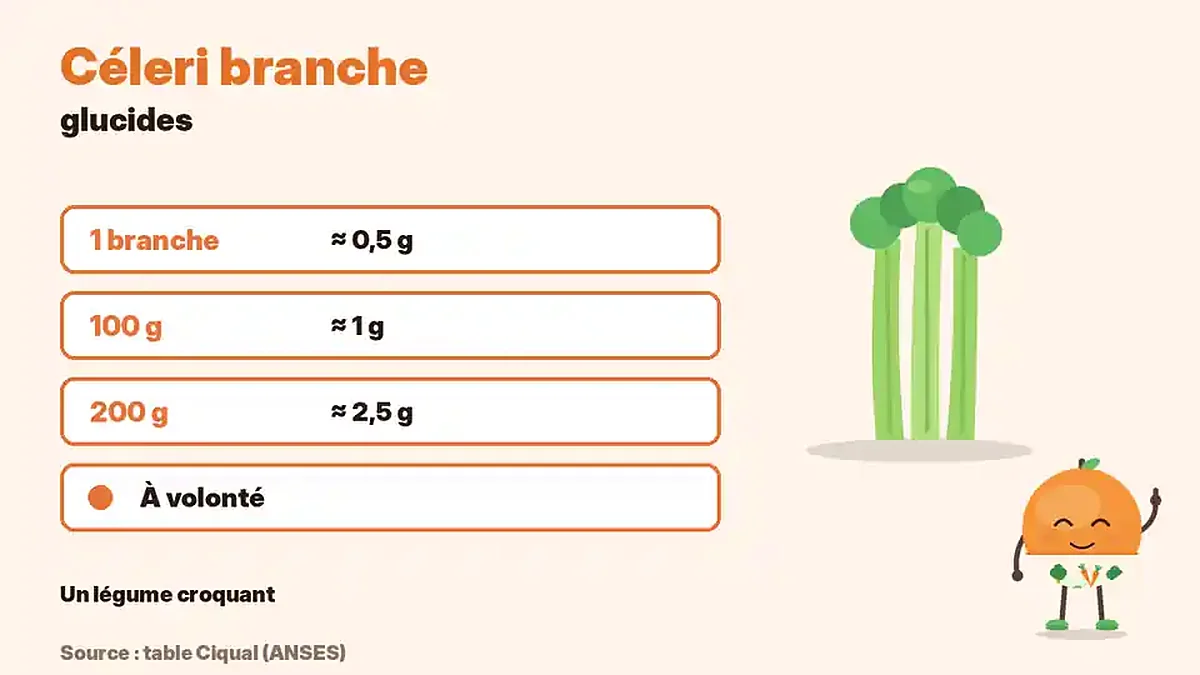 Céleri branche
glucides
1 branche ≈ 0,5 g
100 g ≈ 1 g
200 g ≈ 2,5 g
À volonté
Un légume croquant
Source : table Ciqual (ANSES)